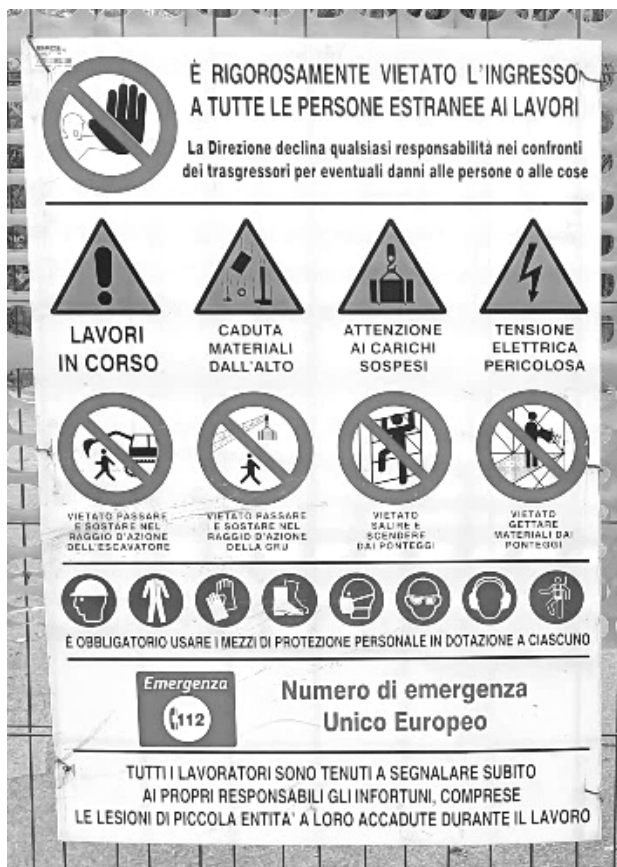 È RIGOROSAMENTE VIETATO L'INGRESSO
A TUTTE LE PERSONE ESTRANEE AI LAVORI
La Direzione declina qualsiasi responsabilità nei confronti
dei trasgressori per eventuali danni alle persone o alle cose
LAVORI
IN CORSO
CADUTA
MATERIALI
DALL'ALTO
ATTENZIONE
AI CARICHI
SOSPESI
TENSIONE
ELETTRICA
PERICOLOSA
VIETATO PASSARE
E SOSTARE NEL
RAGGIO D'AZIONE
DELL'ESCAVATORE
VIETATO PASSARE
E SOSTARE NEL
RAGGIO D'AZIONE
DELLA GRU
VIETATO
SALIRE E
SCENDERE
DAI PONTEGGI
VIETATO
GETTARE
MATERIALI DAI
PONTEGGI
È OBBLIGATORIO USARE I MEZZI DI PROTEZIONE PERSONALE IN DOTAZIONE A CIASCUNO
Emergenza
112
Numero di emergenza
Unico Europeo
TUTTI I LAVORATORI SONO TENUTI A SEGNALARE SUBITO
AI PROPRI RESPONSABILI GLI INFORTUNI, COMPRESE
LE LESIONI DI PICCOLA ENTITA' A LORO ACCADUTE DURANTE IL LAVORO